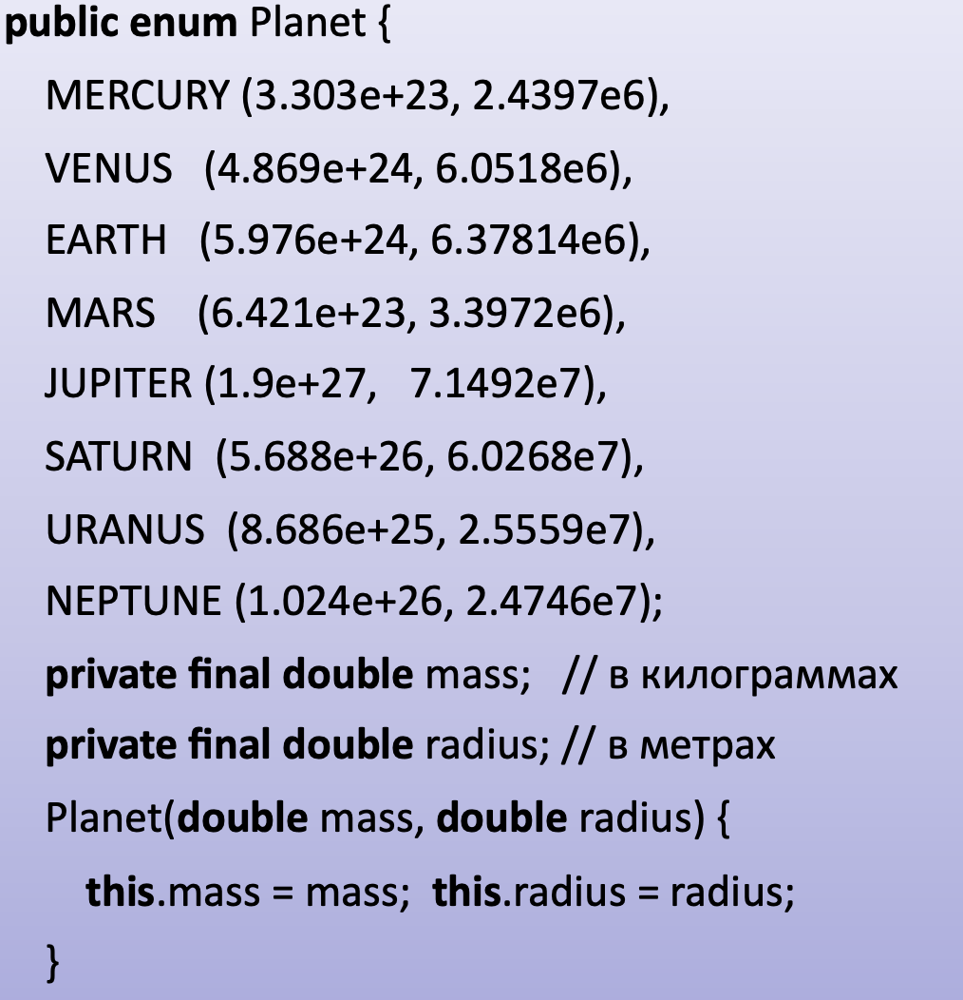 public enum Planet {
MERCURY (3.303e+23, 2.4397e6),
VENUS (4.869e+24, 6.0518e6),
EARTH (5.976e+24, 6.37814e6),
MARS (6.421e+23, 3.3972e6),
JUPITER (1.9e+27, 7.1492e7),
SATURN (5.688e+26, 6.0268e7),
URANUS (8.686e+25, 2.5559e7),
NEPTUNE (1.024e+26, 2.4746e7);
private final double mass; // в килограммах
private final double radius; // в метрах
Planet(double mass, double radius) {
this.mass = mass; this.radius = radius;
}